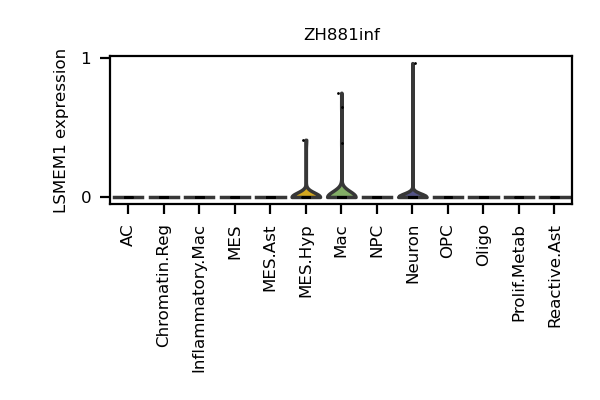 ZH881inf
LSMEM1 expression
1
0
AC
Chromatin.Reg
Inflammatory.Mac
MES
MES.Ast
MES.Hyp
Mac
NPC
Neuron
OPC
Oligo
Prolif.Metab
Reactive.Ast